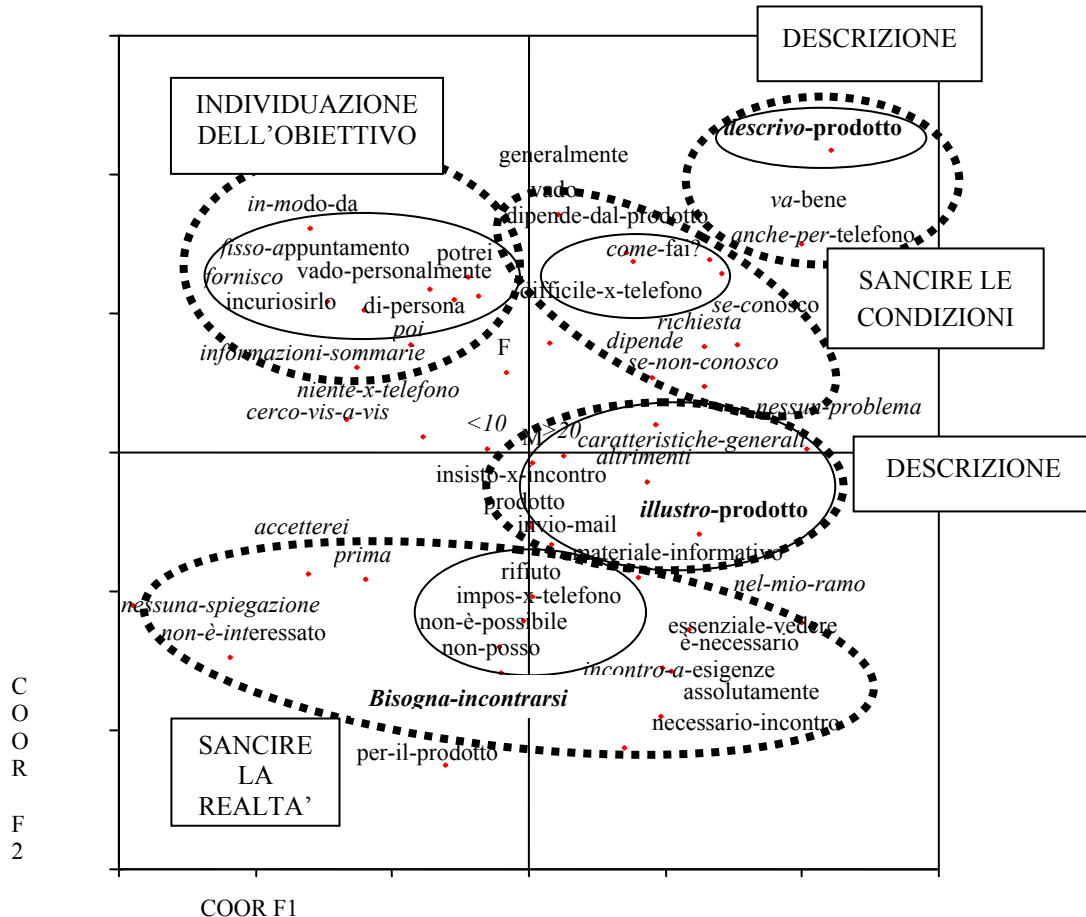 DESCRIZIONE
INDIVIDUAZIONE
DELL'OBIETTIVO
descrivo-prodotto
generalmente
vado
in-modo-da
va-bene
dipende-dal-prodotto
anche-per-telefono
fisso-appuntamento
potrei
come-fai?
fornisco
vado-personalmente
SANCIRE LE
CONDIZIONI
incuriosirlo
di-persona
difficile-x-telefono
se-conosco
richiesta
poi
dipende
informazioni-sommarie
F
se-non-conosco
niente-x-telefono
cerco-vis-a-vis
nessun-problema
<10
M>20
caratteristiche-generali
altrimenti
DESCRIZIONE
insisto-x-incontro
prodotto
illustro-prodotto
accetterei
invio-mail
prima
materiale-informativo
rifiuto
nel-mio-ramo
nessuna-spiegazione
impos-x-telefono
non-è-interessato
non-è-possibile
essenziale-vedere
è-necessario
non-posso
incontro-a-esigenze
Bisogna-incontrarsi
assolutamente
necessario-incontro
SANCIRE
LA
REALTA'
per-il-prodotto
C
O
O
R
F
2
COOR F1